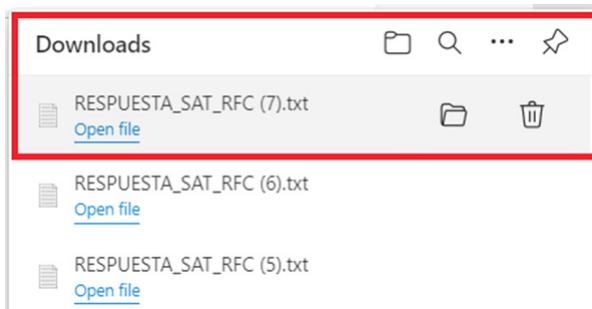 Downloads
RESPUESTA_SAT_RFC (7).txt
Open file
RESPUESTA_SAT_RFC (6).txt
Open file
RESPUESTA_SAT_RFC (5).txt
Open file